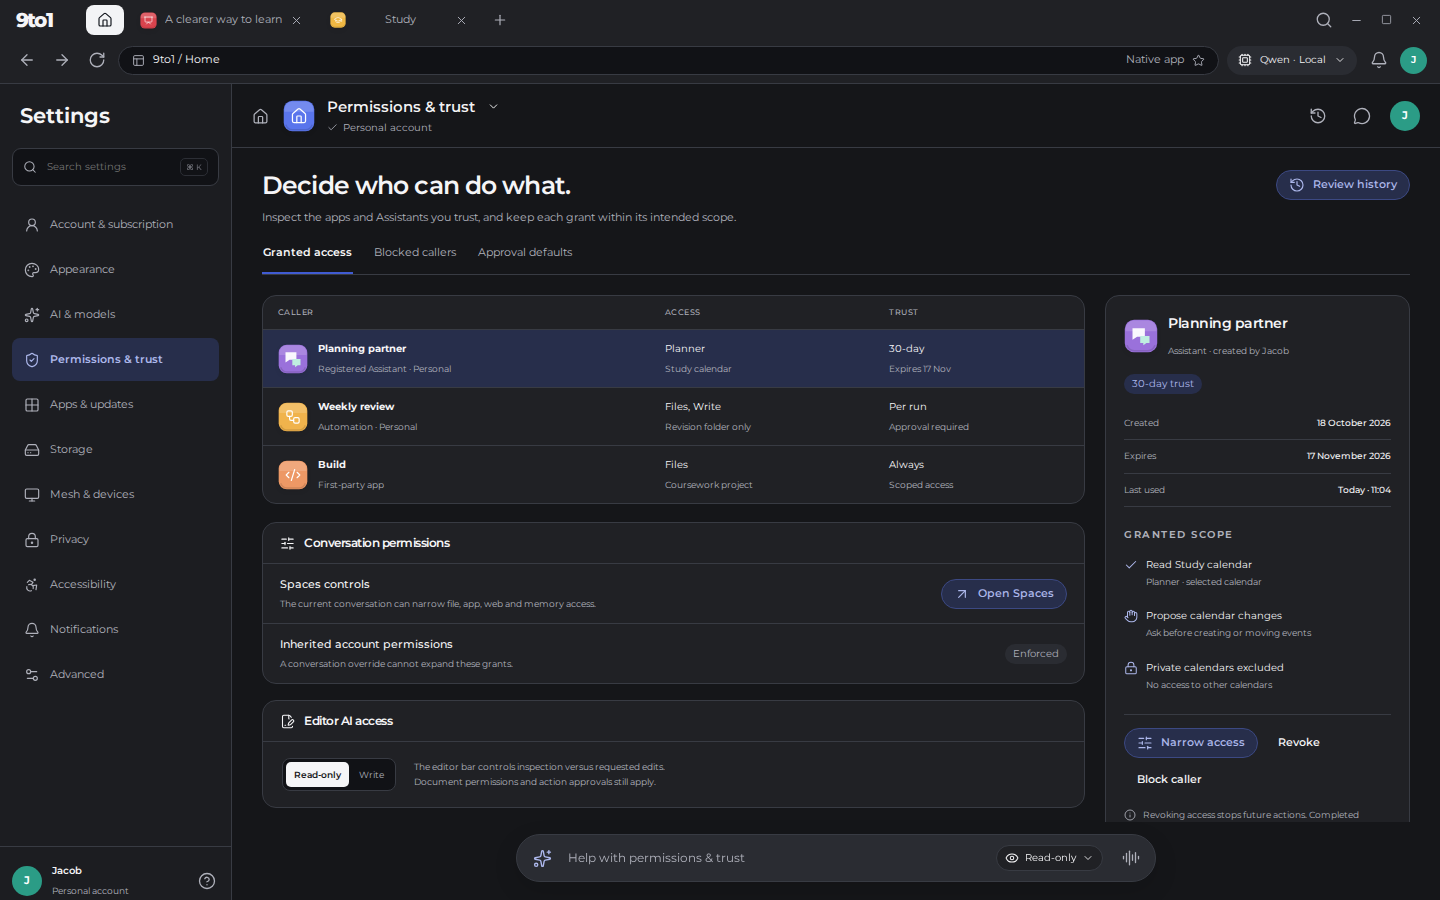 9to1
A clearer way to learn
Study
9to1 / Home
Native app
Qwen · Local
J
Settings
Search settings
⌘ K
Account & subscription
Appearance
AI & models
Permissions & trust
Apps & updates
Storage
Mesh & devices
Privacy
Accessibility
Notifications
Advanced
J
Jacob
Personal account
Permissions & trust
Personal account
J
Decide who can do what.
Inspect the apps and Assistants you trust, and keep each grant within its intended scope.
Review history
Granted access
Blocked callers
Approval defaults
CALLER
ACCESS
TRUST
Planning partner
Registered Assistant · Personal
Planner
Study calendar
30-day
Expires 17 Nov
Weekly review
Automation · Personal
Files, Write
Revision folder only
Per run
Approval required
Build
First-party app
Files
Coursework project
Always
Scoped access
Conversation permissions
Spaces controls
The current conversation can narrow file, app, web and memory access.
Open Spaces
Inherited account permissions
A conversation override cannot expand these grants.
Enforced
Editor AI access
Read-only
Write
The editor bar controls inspection versus requested edits.
Document permissions and action approvals still apply.
Planning partner
Assistant · created by Jacob
30-day trust
Created
18 October 2026
Expires
17 November 2026
Last used
Today · 11:04
GRANTED SCOPE
Read Study calendar
Planner · selected calendar
Propose calendar changes
Ask before creating or moving events
Private calendars excluded
No access to other calendars
Narrow access
Revoke
Block caller
Revoking access stops future actions. Completed
Help with permissions & trust
Read-only